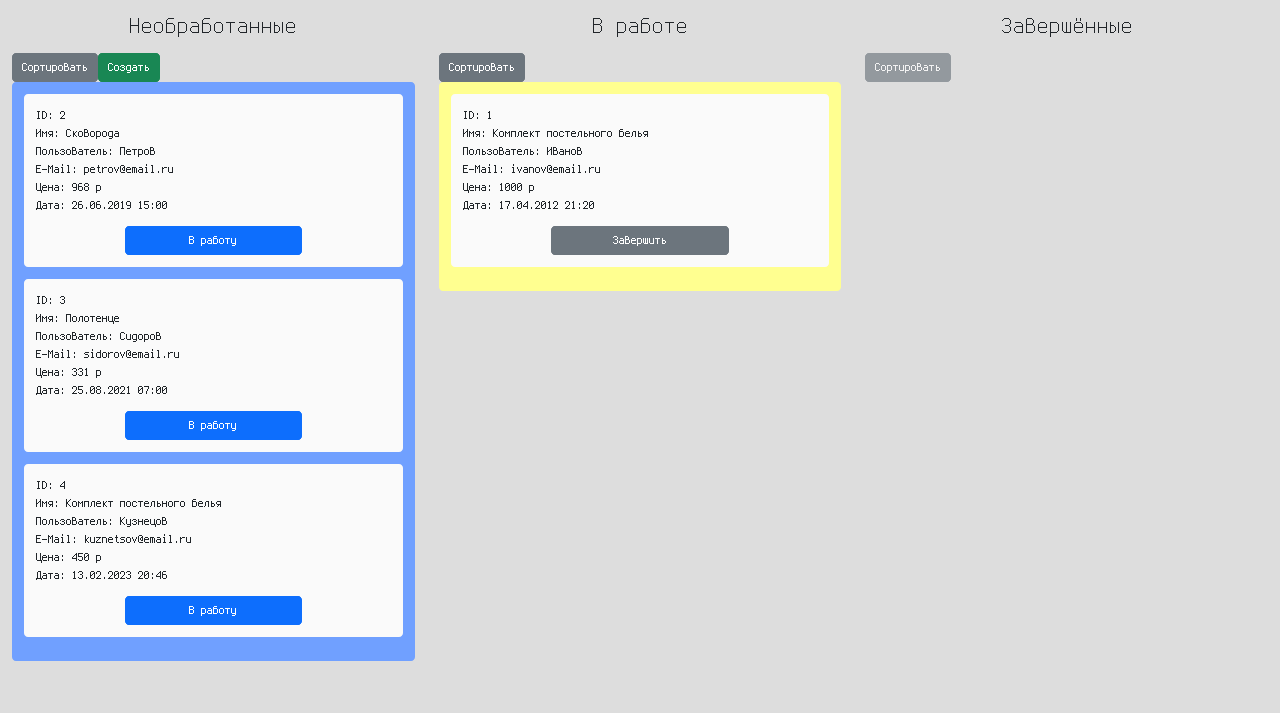 Необработанные
Сортировать
Создать
ID: 2
Имя: Сковорода
Пользователь: Петров
E-Mail: petrov@email.ru
Цена: 968 р
Дата: 26.06.2019 15:00
В работу
ID: 3
Имя: Полотенце
Пользователь: Сидоров
E-Mail: sidorov@email.ru
Цена: 331 р
Дата: 25.08.2021 07:00
В работу
ID: 4
Имя: Комплект постельного белья
Пользователь: Кузнецов
E-Mail: kuznetsov@email.ru
Цена: 450 р
Дата: 13.02.2023 20:46
В работу
В работе
Сортировать
ID: 1
Имя: Комплект постельного белья
Пользователь: Иванов
E-Mail: ivanov@email.ru
Цена: 1000 р
Дата: 17.04.2012 21:20
Завершить
Завершённые
Сортировать